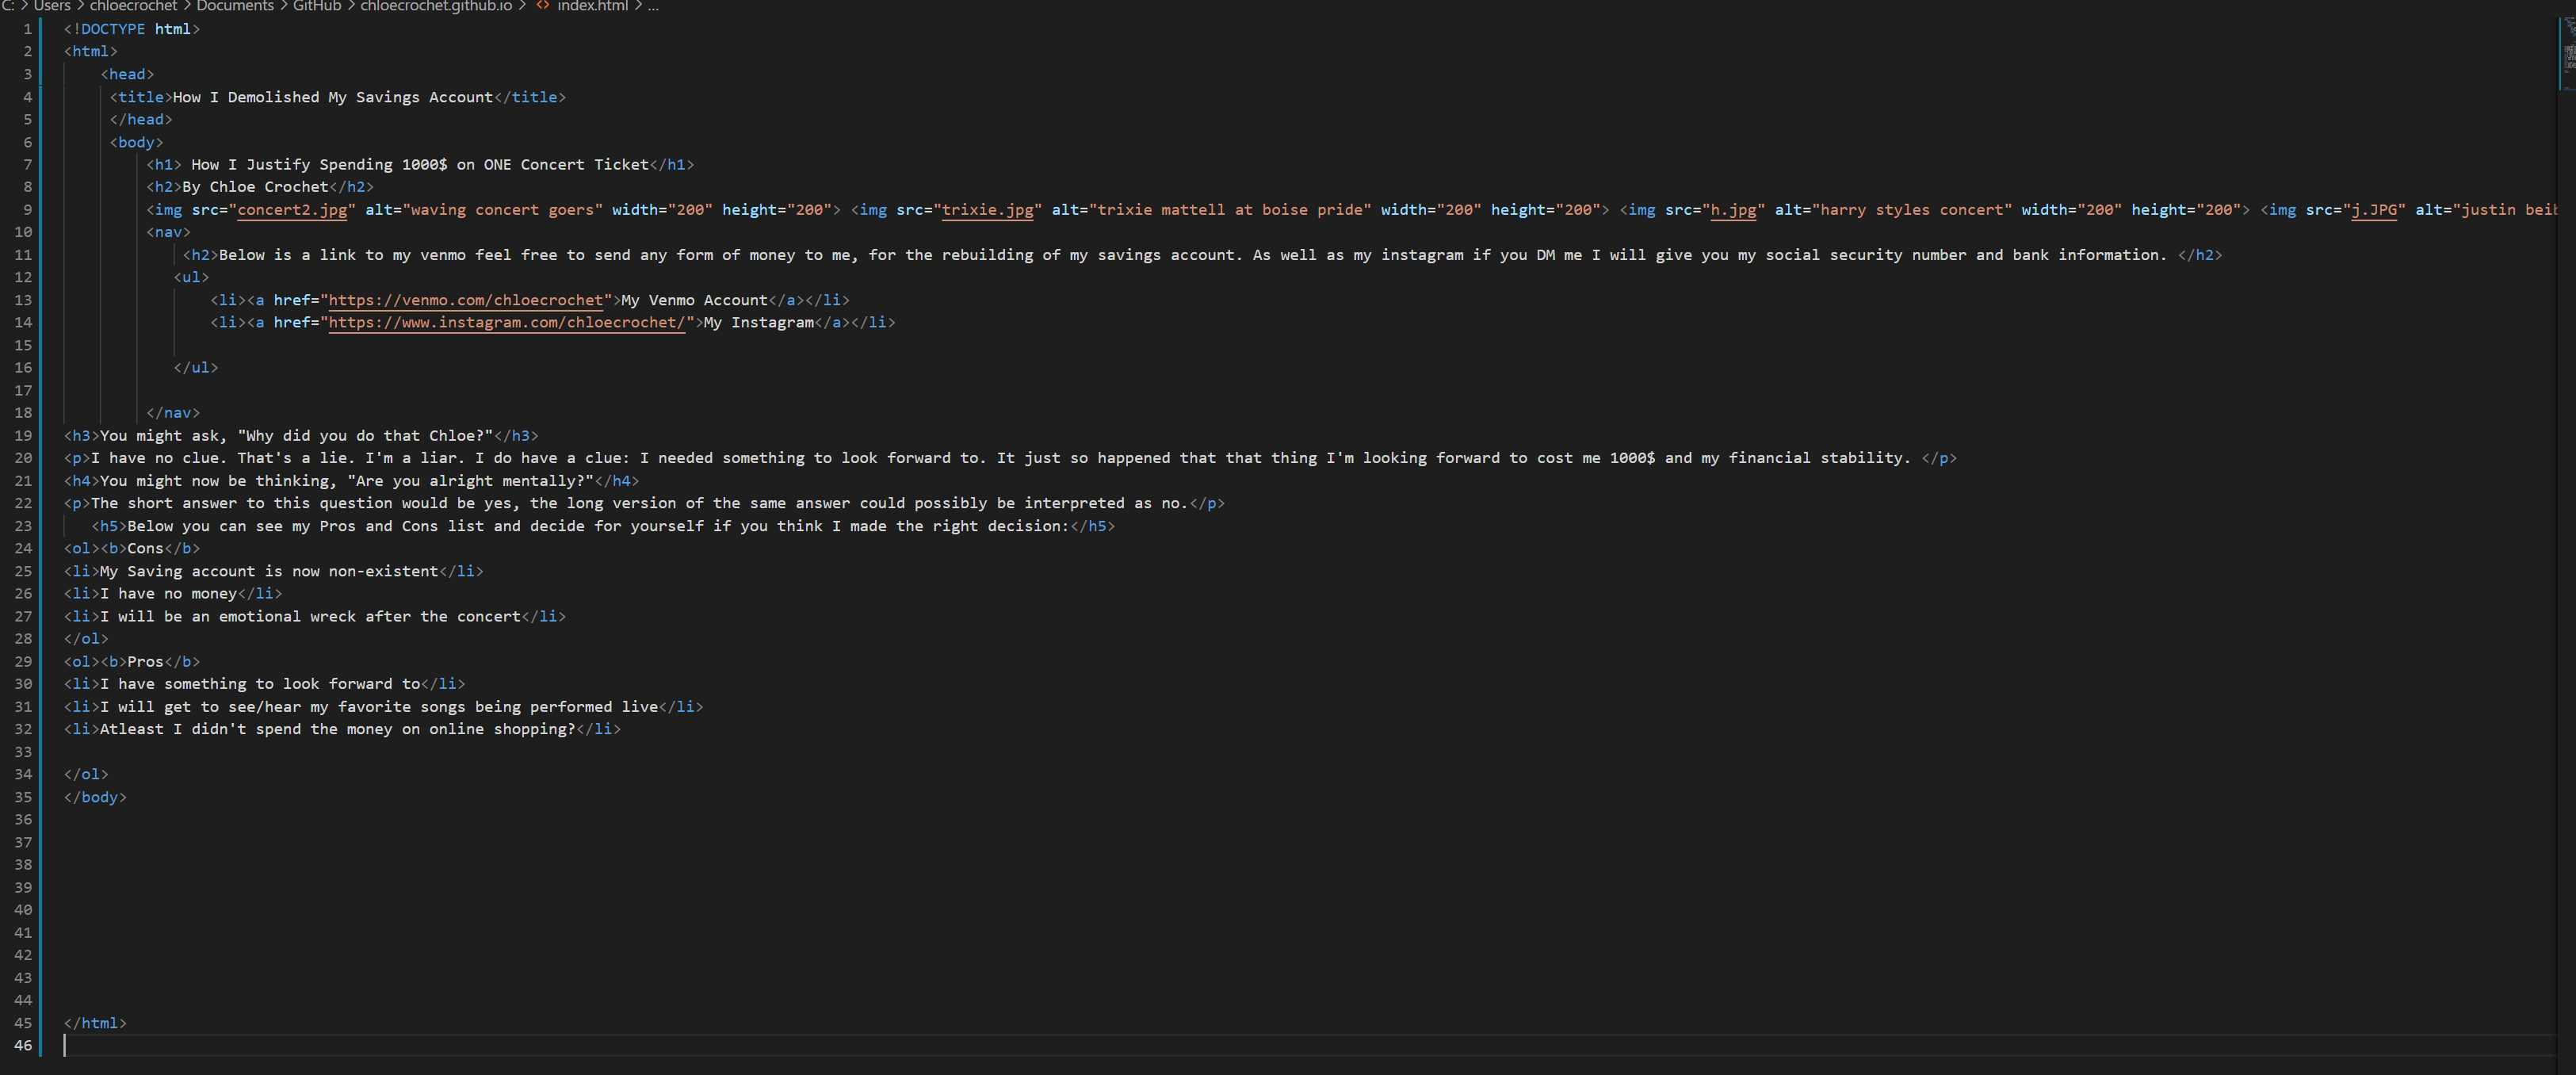 C: > Users > chloecrochet > Documents > GitHub > chloecrochet.github.io > <> index.html > ...
1 <!DOCTYPE html>
2 <html>
3 <head>
4 <title>How I Demolished My Savings Account</title>
5 </head>
6 <body>
7 <h1> How I Justify Spending 1000$ on ONE Concert Ticket</h1>
8 <h2>By Chloe Crochet</h2>
9 <img src="concert2.jpg" alt="waving concert goers" width="200" height="200"> <img src="trixie.jpg" alt="trixie mattell at boise pride" width="200" height="200"> <img src="h.jpg" alt="harry styles concert" width="200" height="200"> <img src="j.JPG" alt="justin beib
10 <nav>
11 <h2>Below is a link to my venmo feel free to send any form of money to me, for the rebuilding of my savings account. As well as my instagram if you DM me I will give you my social security number and bank information. </h2>
12 <ul>
13 <li><a href="https://venmo.com/chloecrochet">My Venmo Account</a></li>
14 <li><a href="https://www.instagram.com/chloecrochet/">My Instagram</a></li>
15
16 </ul>
17
18 </nav>
19 <h3>You might ask, "Why did you do that Chloe?"</h3>
20 <p>I have no clue. That's a lie. I'm a liar. I do have a clue: I needed something to look forward to. It just so happened that that thing I'm looking forward to cost me 1000$ and my financial stability. </p>
21 <h4>You might now be thinking, "Are you alright mentally?"</h4>
22 <p>The short answer to this question would be yes, the long version of the same answer could possibly be interpreted as no.</p>
23 <h5>Below you can see my Pros and Cons list and decide for yourself if you think I made the right decision:</h5>
24 <ol><b>Cons</b>
25 <li>My Saving account is now non-existent</li>
26 <li>I have no money</li>
27 <li>I will be an emotional wreck after the concert</li>
28 </ol>
29 <ol><b>Pros</b>
30 <li>I have something to look forward to</li>
31 <li>I will get to see/hear my favorite songs being performed live</li>
32 <li>Atleast I didn't spend the money on online shopping?</li>
33
34 </ol>
35 </body>
36
37
38
39
40
41
42
43
44
45 </html>
46